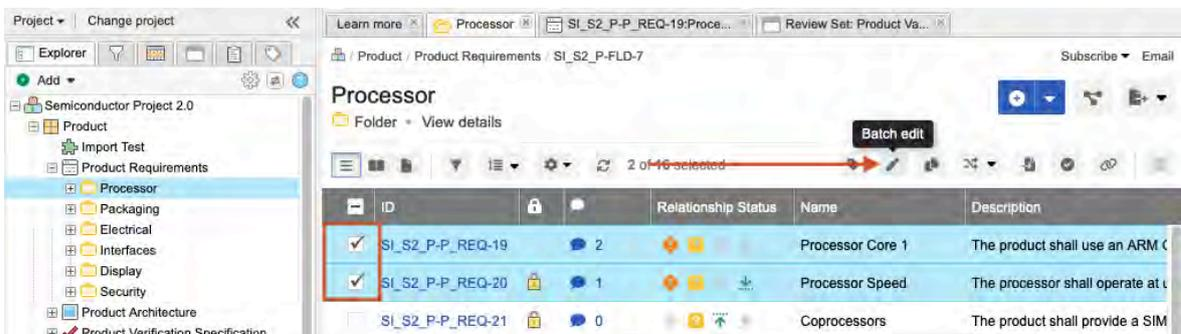 Project Change project
Explorer
Add
Semiconductor Project 2.0
Product
Import Test
Product Requirements
Processor
Packaging
Electrical
Interfaces
Display
Security
Product Architecture
Product Verification Specification
Learn more Processor SI_S2_P-P_REQ-19:Proce... Review Set: Product Va...
/ Product / Product Requirements / SI_S2_P-FLD-7 Subscribe Email
Processor
Folder • View details
Batch edit
2 of 16 selected
ID Relationship Status Name Description
SI_S2_P-P_REQ-19 2 Processor Core 1 The product shall use an ARM
SI_S2_P-P_REQ-20 1 Processor Speed The processor shall operate at
SI_S2_P-P_REQ-21 0 Coprocessors The product shall provide a SIM